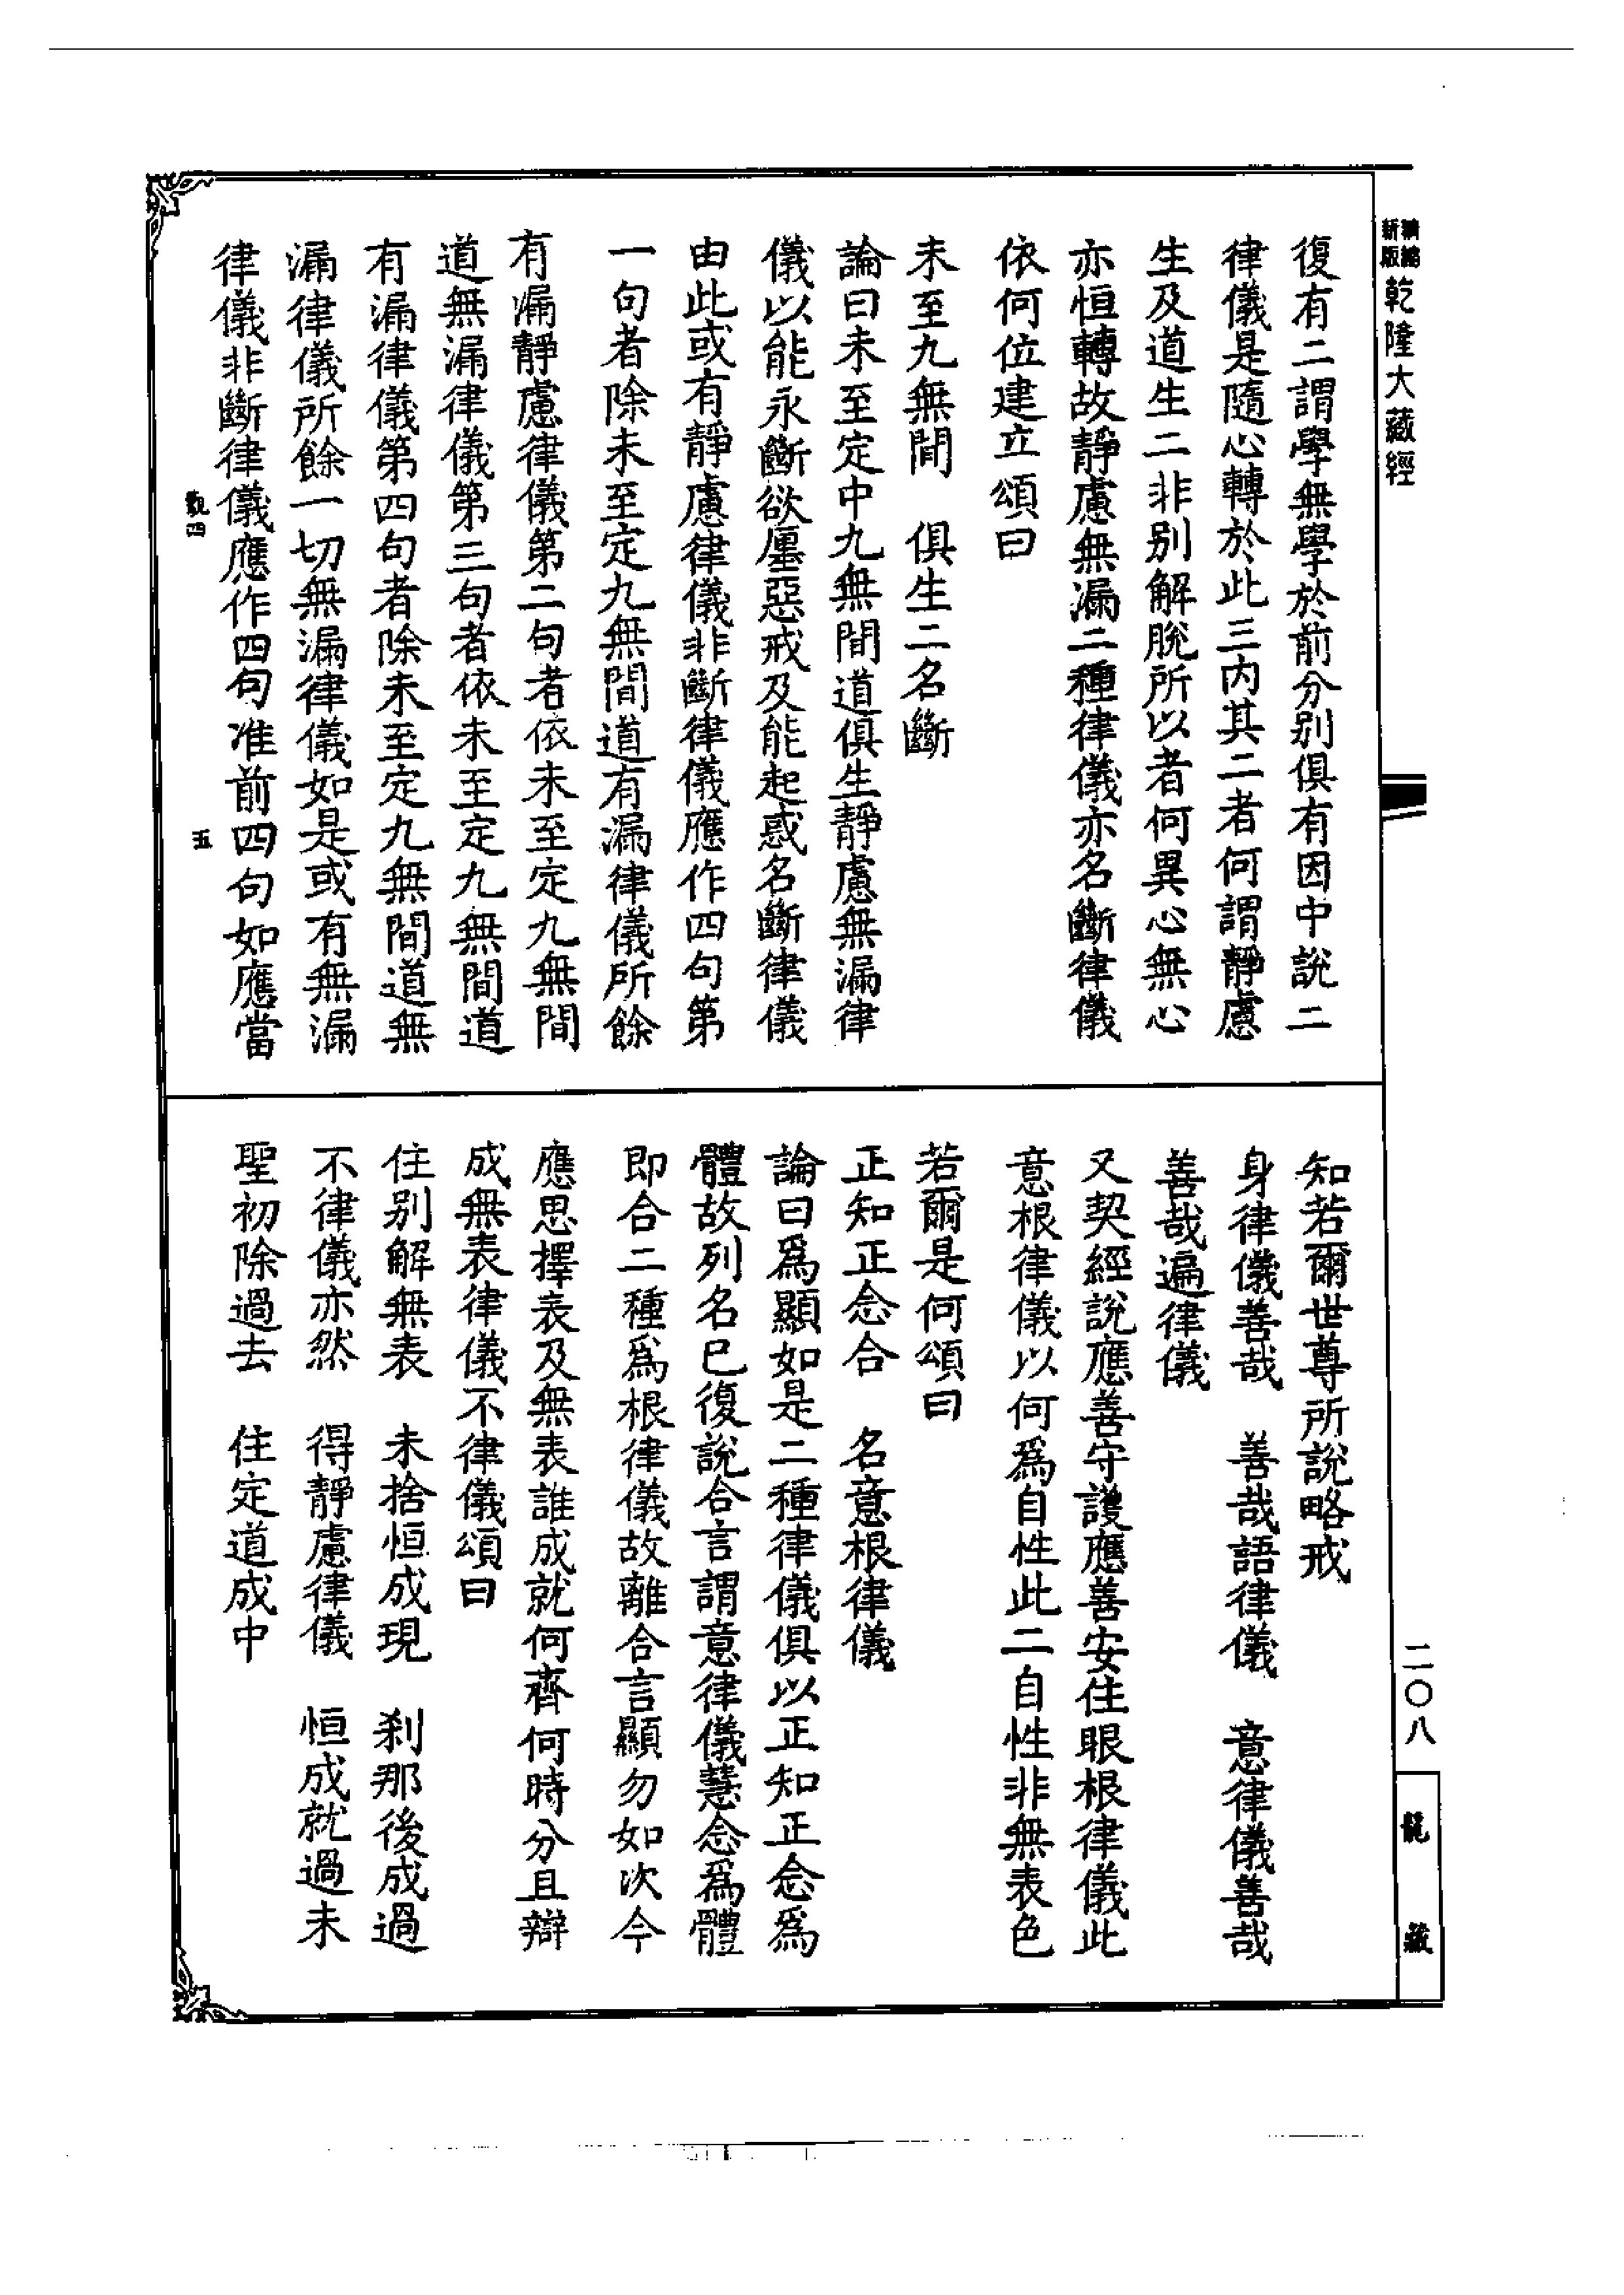 新編
新版
乾隆大藏經
復有二謂學無學於前分別俱有因中說二
律儀是隨心轉於此三內其二者何謂靜慮
生及道生二非別解脫所以者何異心無心
亦恒轉故靜慮無漏二種律儀亦名斷律儀
依何位建立頌曰
未至九無間　俱生二名斷
論曰未至定中九無間道俱生靜慮無漏律
儀以能永斷欲廛惡戒及能起惑名斷律儀
由此或有靜慮律儀非斷律儀應作四句第
一句者除未至定九無間道有漏律儀所餘
有漏靜慮律儀第二句者依未至定九無間
道無漏律儀第三句者依未至定九無間道
有漏律儀第四句者除未至定九無間道無
漏律儀所餘一切無漏律儀如是或有無漏
律儀非斷律儀應作四句准前四句如應當
五
知若爾世尊所說略戒
身律儀善哉　善哉語律儀　意律儀善哉
善哉遍律儀
又契經說應善守護應善安住眼根律儀此
意根律儀以何爲自性此二自性非無表色
若爾是何頌曰
正知正念合　名意根律儀
論曰爲顯如是二種律儀俱以正知正念爲
體故列名已復說合言謂意律儀慧念爲體
即合二種爲根律儀故離合言顯勿如次今
應思擇表及無表誰成就何齊何時分且辯
成無表律儀不律儀頌曰
住別解無表　未捨恒成現　刹那後成過
不律儀亦然　得靜慮律儀　恒成就過未
聖初除過去　住定道成中
二〇八
龍藏